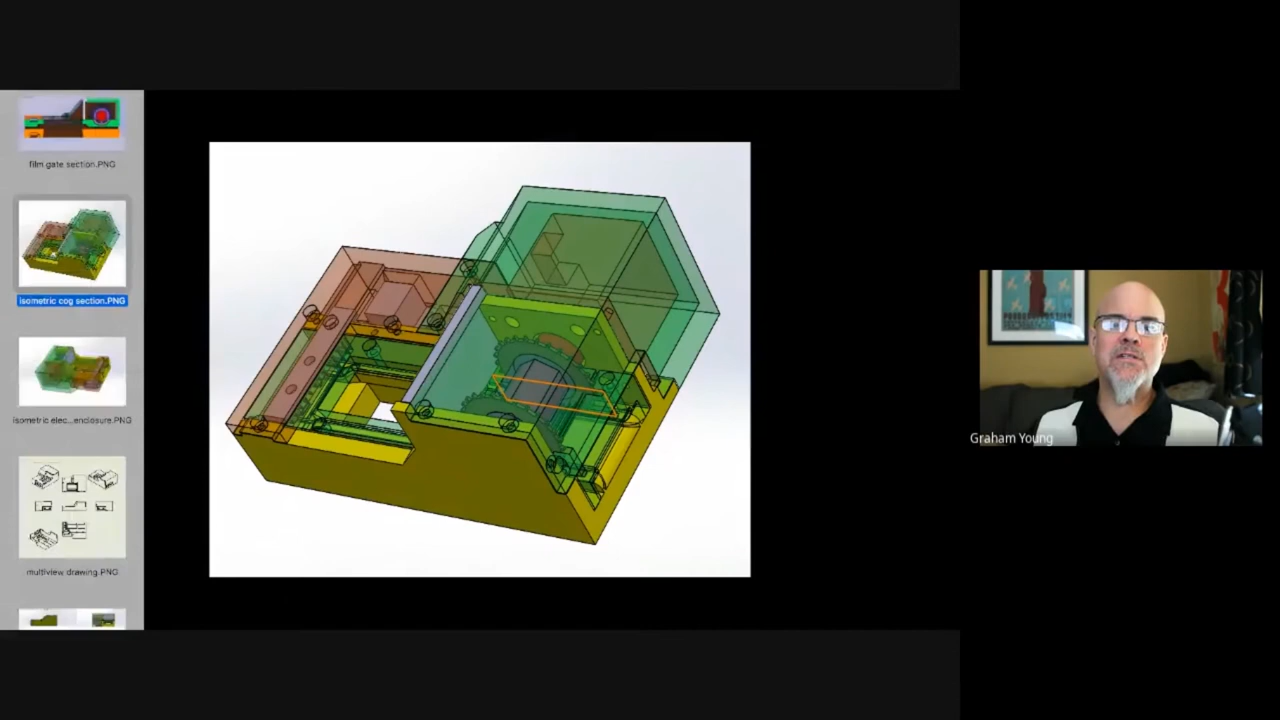 film gate section.PNG
isometric cog section.PNG
isometric elec...enclosure.PNG
multiview drawing.PNG
Graham Young